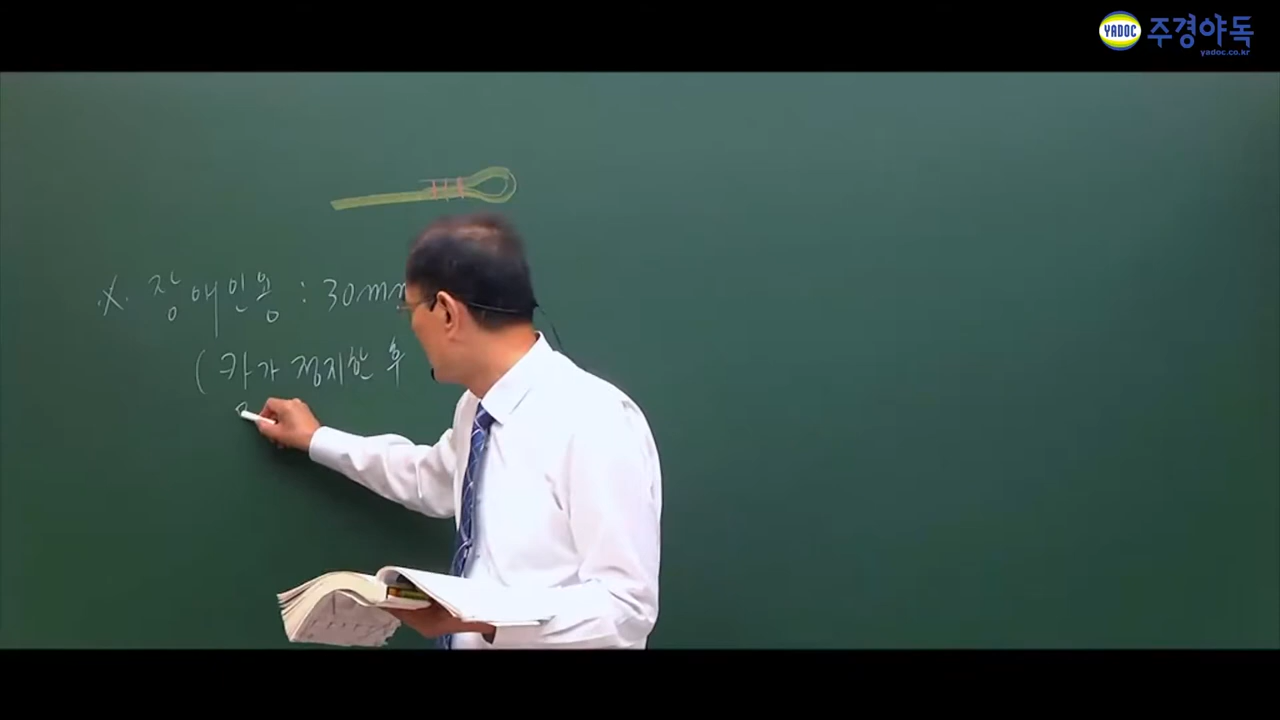 YADOC 주경야독
yadoc.co.kr
※. 장애인용 : 30mm
( 카가 정지한 후